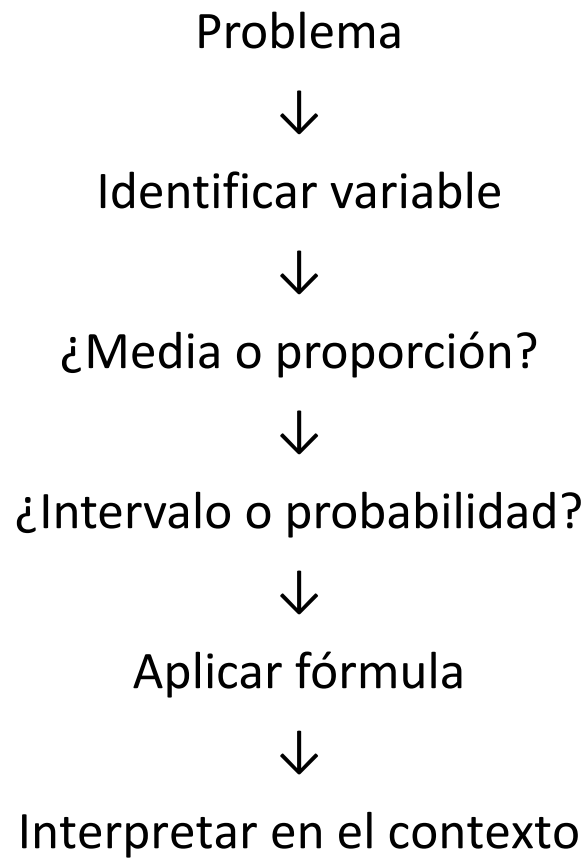 Problema
↓
Identificar variable
↓
¿Media o proporción?
↓
¿Intervalo o probabilidad?
↓
Aplicar fórmula
↓
Interpretar en el contexto